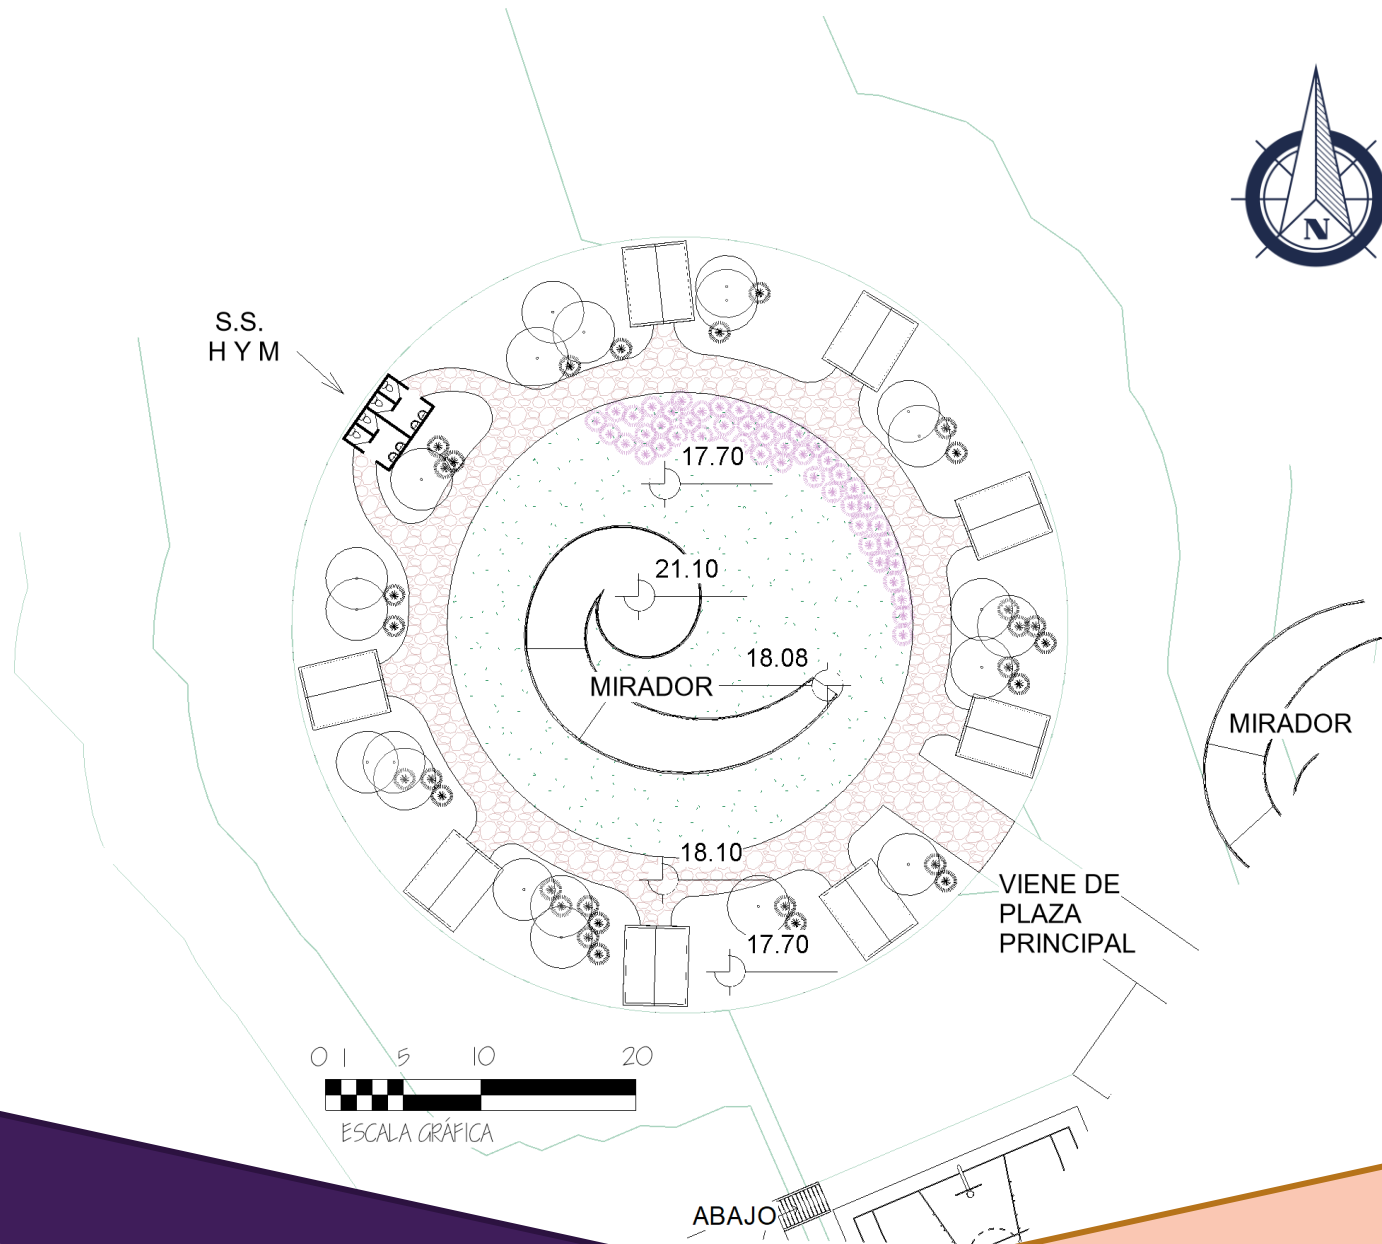 N
S.S.
H Y M
17.70
21.10
18.08
MIRADOR
MIRADOR
18.10
VIENE DE
PLAZA
PRINCIPAL
17.70
0 1 5 10 20
ESCALA GRÁFICA
ABAJO